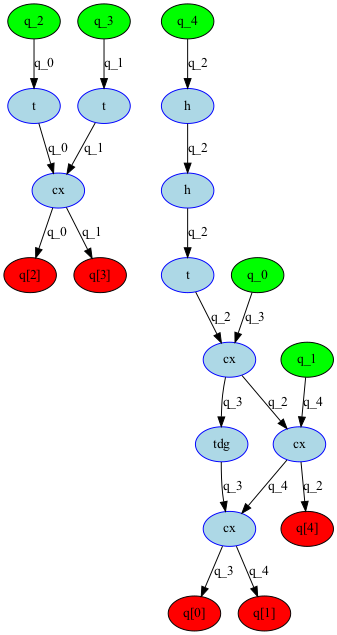 q_2 q_3 q_4
q_0 q_1 q_2
t t h
q_0 q_1 q_2
cx h
q_0 q_1 q_2
q[2] q[3] t q_0
q_2 q_3
cx q_1
q_3 q_2 q_4
tdg cx
q_3 q_4 q_2
cx q[4]
q_3 q_4
q[0] q[1]